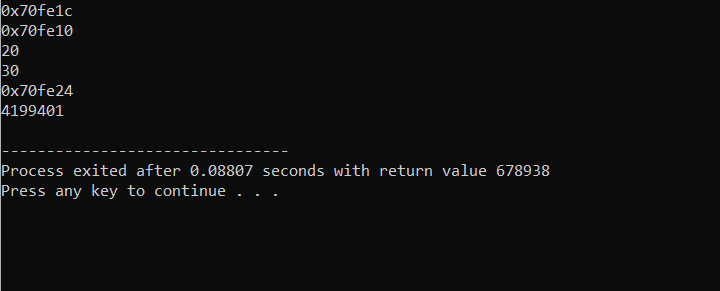 0x70fe1c
0x70fe10
20
30
0x70fe24
4199401
--------------------------------
Process exited after 0.08807 seconds with return value 678938
Press any key to continue . . .